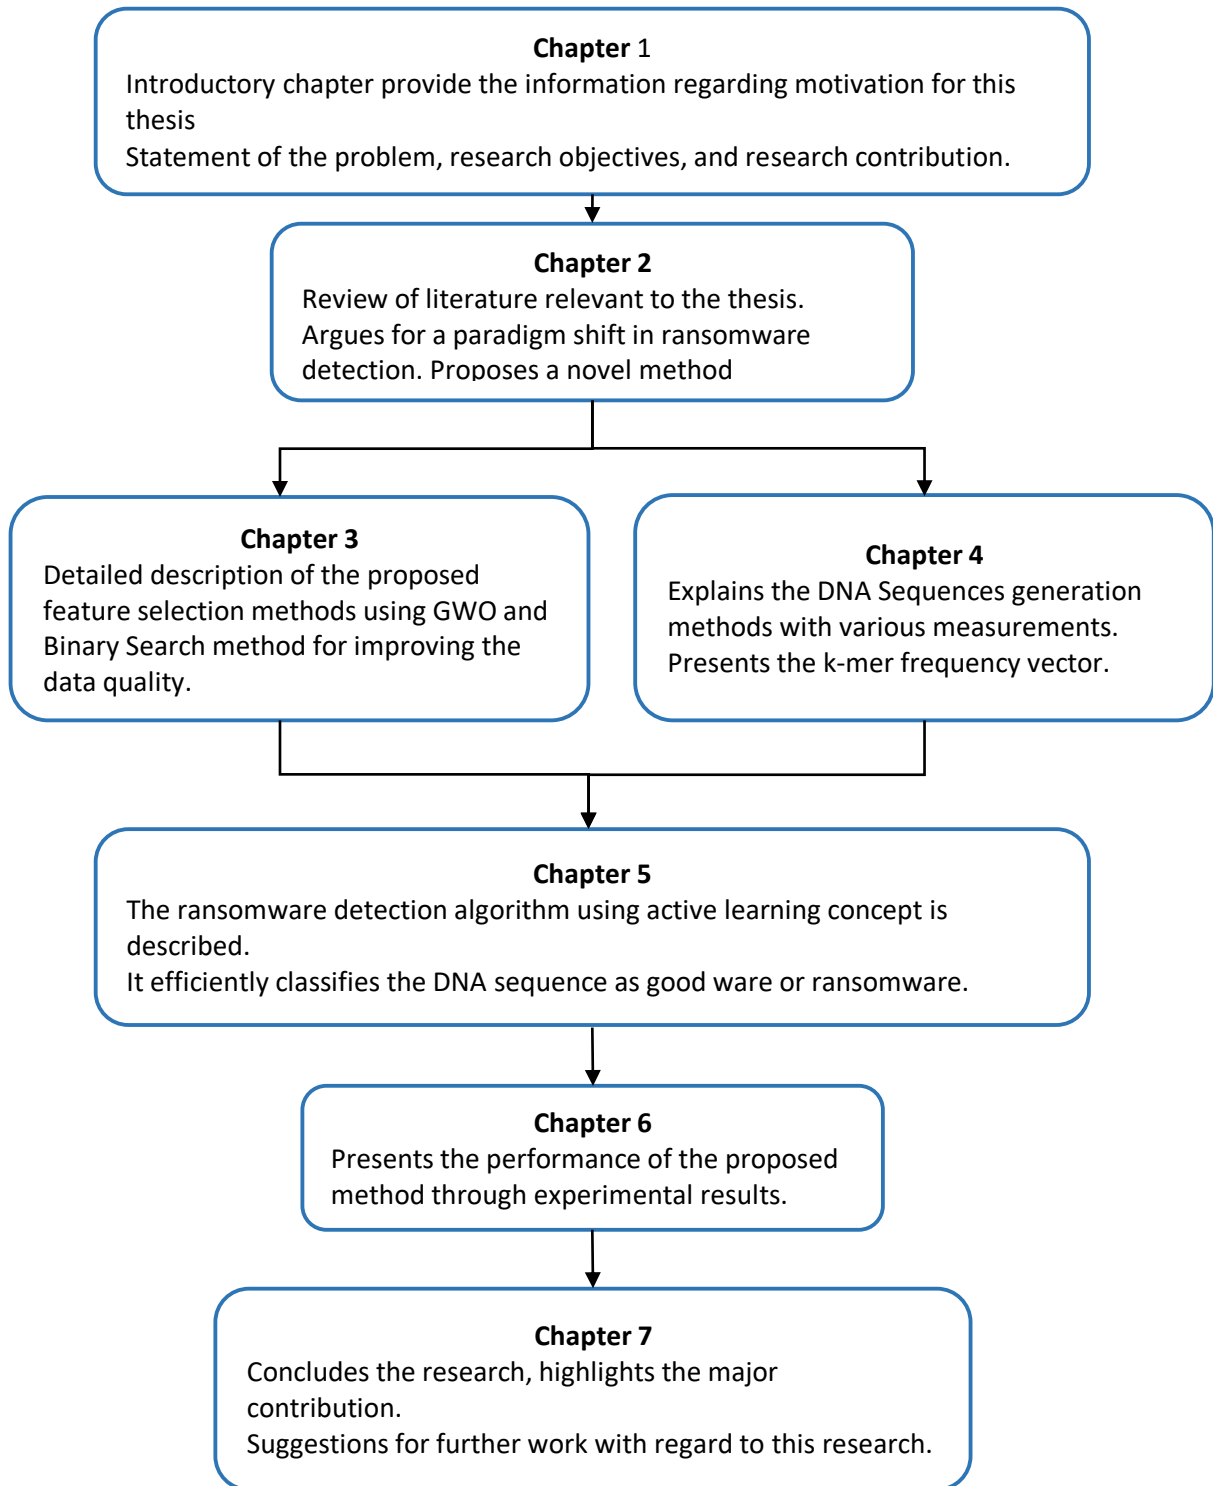 Chapter 1
Introductory chapter provide the information regarding motivation for this
thesis
Statement of the problem, research objectives, and research contribution.
Chapter 2
Review of literature relevant to the thesis.
Argues for a paradigm shift in ransomware
detection. Proposes a novel method
Chapter 3
Detailed description of the proposed
feature selection methods using GWO and
Binary Search method for improving the
data quality.
Chapter 4
Explains the DNA Sequences generation
methods with various measurements.
Presents the k-mer frequency vector.
Chapter 5
The ransomware detection algorithm using active learning concept is
described.
It efficiently classifies the DNA sequence as good ware or ransomware.
Chapter 6
Presents the performance of the proposed
method through experimental results.
Chapter 7
Concludes the research, highlights the major
contribution.
Suggestions for further work with regard to this research.